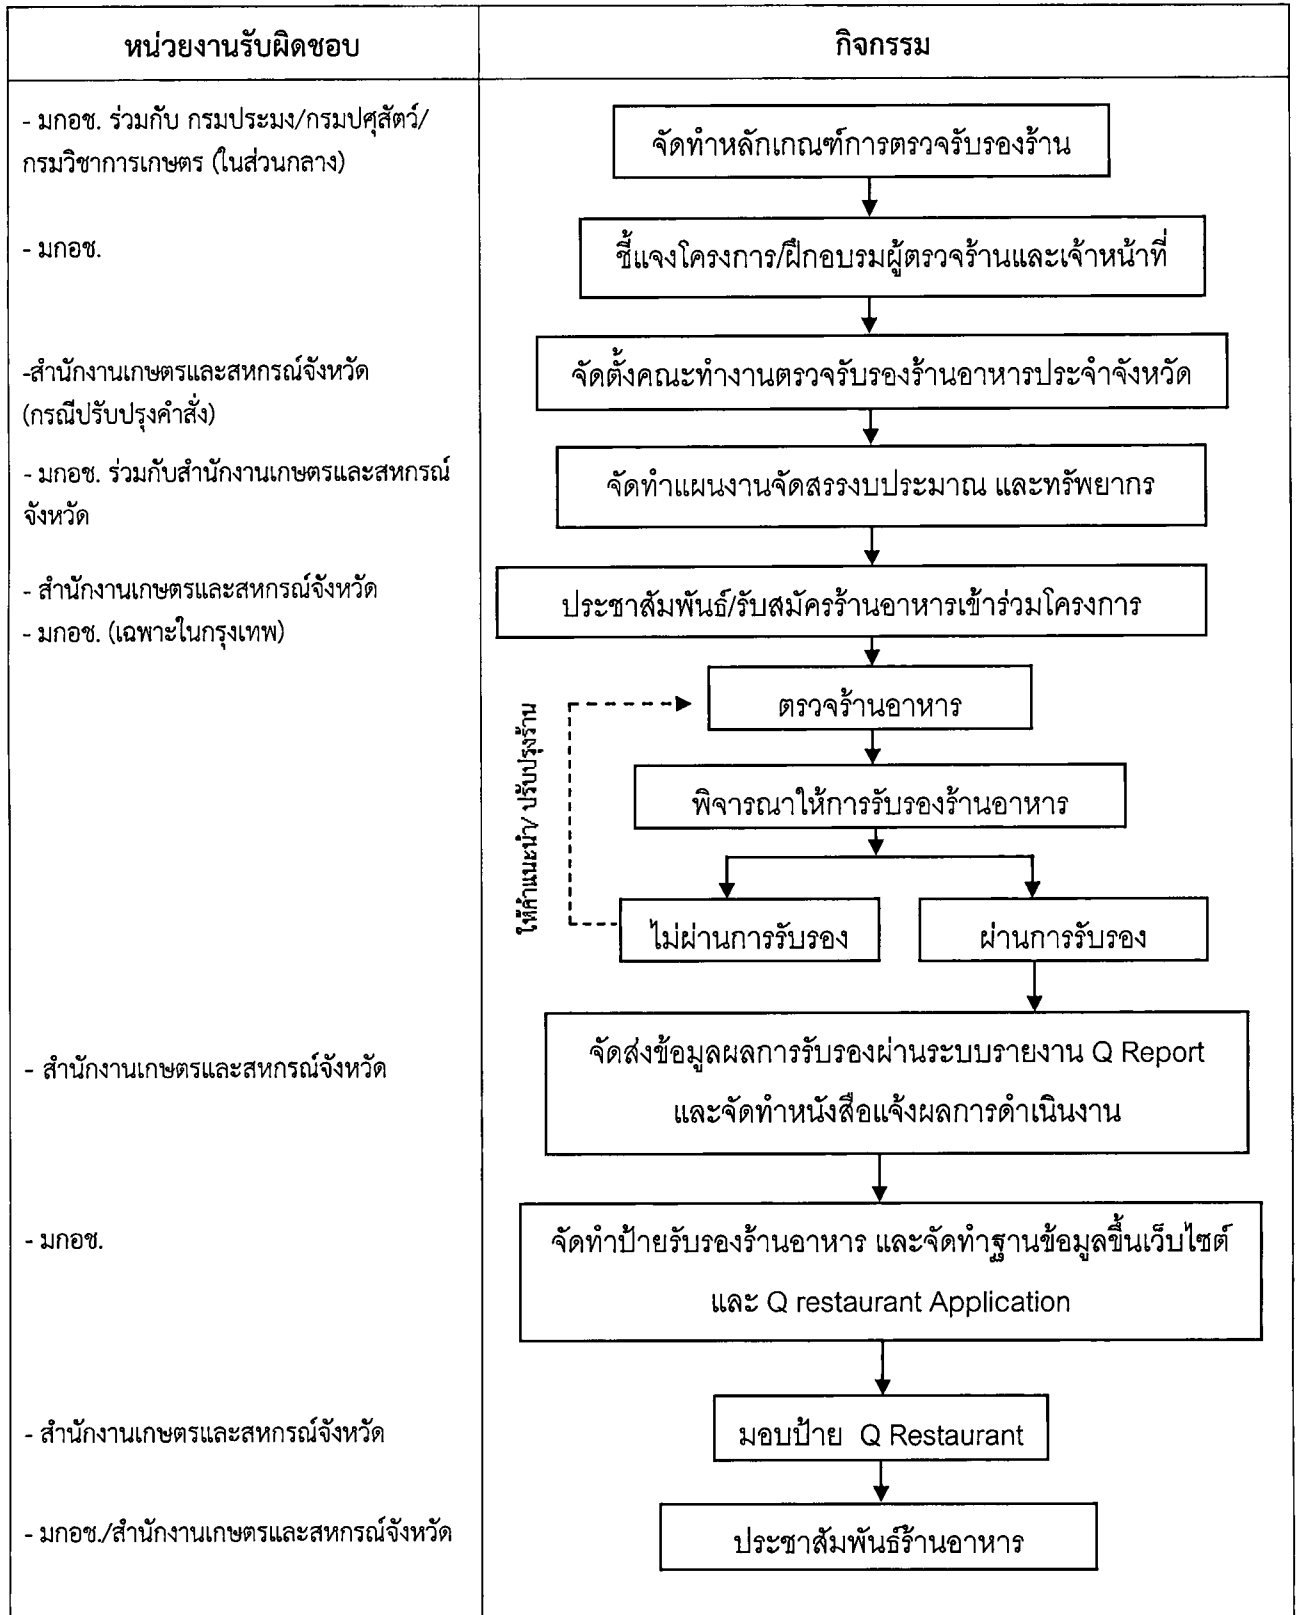 หน่วยงานรับผิดชอบ
กิจกรรม
- มกอช. ร่วมกับ กรมประมง/กรมปศุสัตว์/
กรมวิชาการเกษตร (ในส่วนกลาง)
จัดทำหลักเกณฑ์การตรวจรับรองร้าน
- มกอช.
ชี้แจงโครงการ/ฝึกอบรมผู้ตรวจร้านและเจ้าหน้าที่
-สำนักงานเกษตรและสหกรณ์จังหวัด
(กรณีปรับปรุงคำสั่ง)
จัดตั้งคณะทำงานตรวจรับรองร้านอาหารประจำจังหวัด
- มกอช. ร่วมกับสำนักงานเกษตรและสหกรณ์
จังหวัด
จัดทำแผนงานจัดสรรงบประมาณ และทรัพยากร
- สำนักงานเกษตรและสหกรณ์จังหวัด
- มกอช. (เฉพาะในกรุงเทพ)
ประชาสัมพันธ์/รับสมัครร้านอาหารเข้าร่วมโครงการ
ตรวจร้านอาหาร
ให้คำแนะนำ/ ปรับปรุงร้าน
พิจารณาให้การรับรองร้านอาหาร
ไม่ผ่านการรับรอง
ผ่านการรับรอง
- สำนักงานเกษตรและสหกรณ์จังหวัด
จัดส่งข้อมูลผลการรับรองผ่านระบบรายงาน Q Report
และจัดทำหนังสือแจ้งผลการดำเนินงาน
- มกอช.
จัดทำป้ายรับรองร้านอาหาร และจัดทำฐานข้อมูลขึ้นเว็บไซต์
และ Q restaurant Application
- สำนักงานเกษตรและสหกรณ์จังหวัด
มอบป้าย Q Restaurant
- มกอช./สำนักงานเกษตรและสหกรณ์จังหวัด
ประชาสัมพันธ์ร้านอาหาร